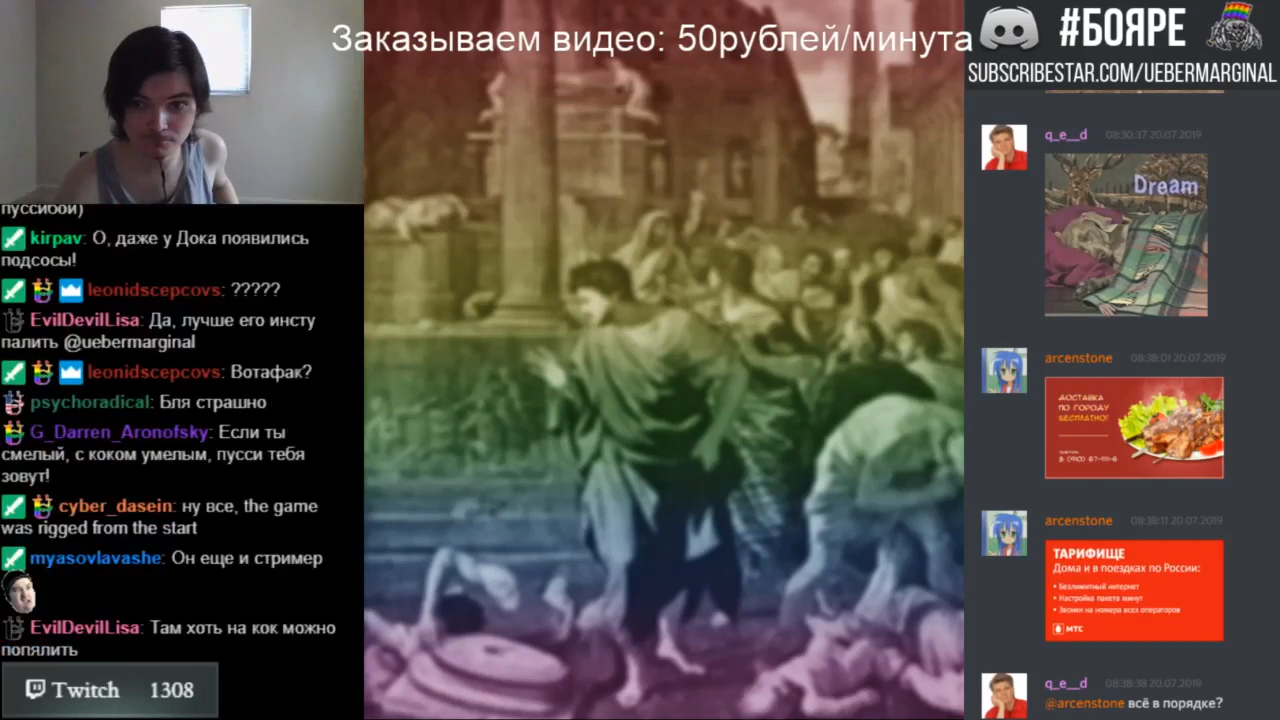 Заказываем видео: 50рублей/минута
#БОЯРЕ
SUBSCRIBESTAR.COM/UEBERMARGINAL
пуссибой)
kirpav: О, даже у Дока появились
подсосы!
leonidscepcovs: ?????
EvilDevilLisa: Да, лучше его инсту
палить @uebermarginal
leonidscepcovs: Вотафак?
psychoradical: Бля страшно
G_Darren_Aronofsky: Если ты
смелый, с коком умелым, пусси тебя
зовут!
cyber_dasein: ну все, the game
was rigged from the start
myasovlavashe: Он еще и стример
EvilDevilLisa: Там хоть на кок можно
попялить
Twitch 1308
q_e__d 08:30:37 20.07.2019
Dream
arcenstone 08:38:01 20.07.2019
ДОСТАВКА
ПО ГОРОДУ
БЕСПЛАТНО!
arcenstone 08:38:11 20.07.2019
ТАРИФИЩЕ
Дома и в поездках по России:
• Безлимитный интернет
• Настройка пакета минут
• Звонки на номера всех операторов
МТС
q_e__d 08:38:38 20.07.2019
@arcenstone всё в порядке?